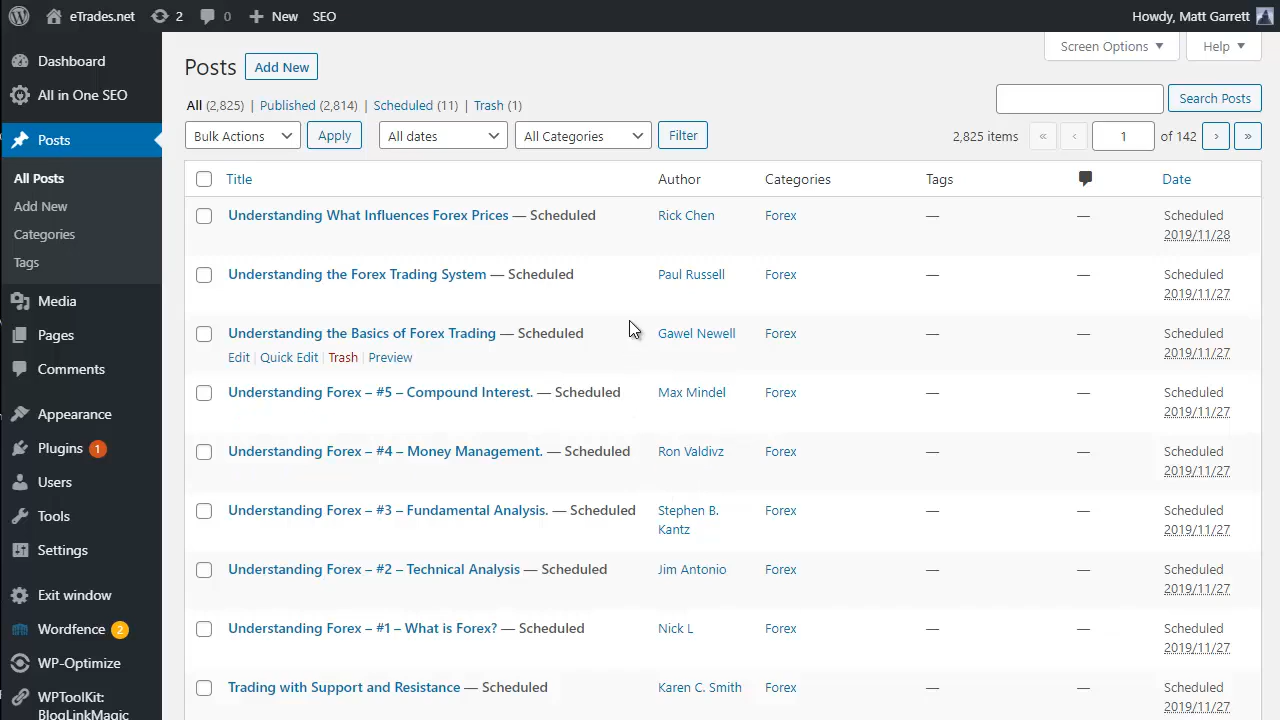 eTrades.net 2 0 New SEO Howdy, Matt Garrett
Dashboard
All in One SEO
Posts
All Posts
Add New
Categories
Tags
Media
Pages
Comments
Appearance
Plugins 1
Users
Tools
Settings
Exit window
Wordfence 2
WP-Optimize
WPToolKit:
BlogLinkMagic
Screen Options Help
Posts Add New
All (2,825) | Published (2,814) | Scheduled (11) | Trash (1)
Search Posts
Bulk Actions Apply All dates All Categories Filter 2,825 items « ‹ 1 of 142 › »
Title Author Categories Tags Date
Understanding What Influences Forex Prices — Scheduled Rick Chen Forex — — Scheduled
2019/11/28
Understanding the Forex Trading System — Scheduled Paul Russell Forex — — Scheduled
2019/11/27
Understanding the Basics of Forex Trading — Scheduled Gawel Newell Forex — — Scheduled
Edit | Quick Edit | Trash | Preview 2019/11/27
Understanding Forex – #5 – Compound Interest. — Scheduled Max Mindel Forex — — Scheduled
2019/11/27
Understanding Forex – #4 – Money Management. — Scheduled Ron Valdivz Forex — — Scheduled
2019/11/27
Understanding Forex – #3 – Fundamental Analysis. — Scheduled Stephen B. Forex — — Scheduled
Kantz 2019/11/27
Understanding Forex – #2 – Technical Analysis — Scheduled Jim Antonio Forex — — Scheduled
2019/11/27
Understanding Forex – #1 – What is Forex? — Scheduled Nick L Forex — — Scheduled
2019/11/27
Trading with Support and Resistance — Scheduled Karen C. Smith Forex — — Scheduled
2019/11/27